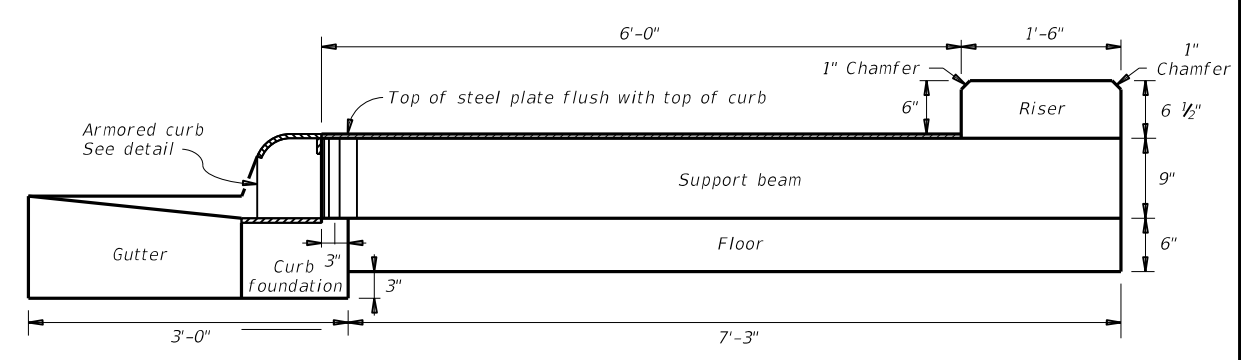 6'-0"
1'-6"
1"
Chamfer
1" Chamfer
Top of steel plate flush with top of curb
6"
Riser
6 ½"
Armored curb
See detail
Support beam
9"
Gutter
Floor
6"
3"
Curb
foundation
3"
3'-0"
7'-3"